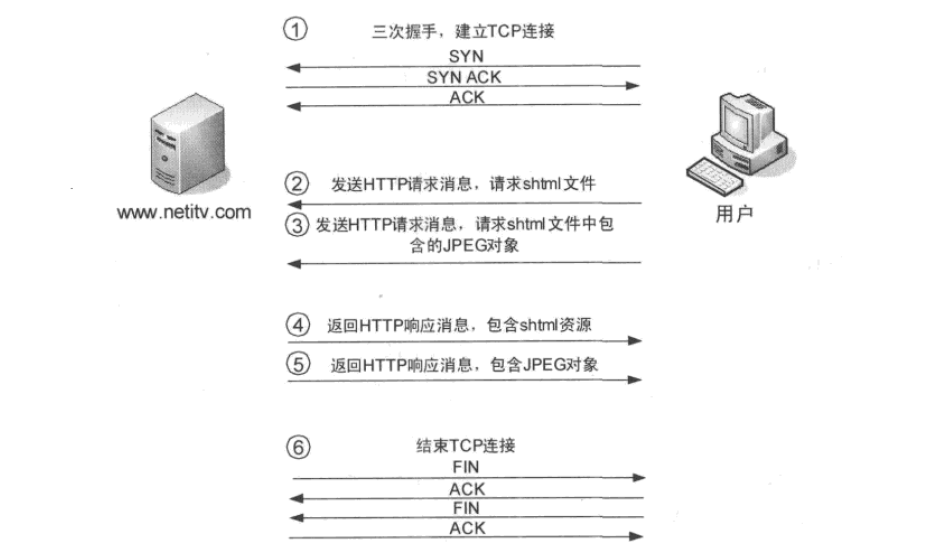 ① 三次握手，建立TCP连接
SYN
SYN ACK
ACK
② 发送HTTP请求消息，请求shtml文件
www.netitv.com
用户
③ 发送HTTP请求消息，请求shtml文件中包
含的JPEG对象
④ 返回HTTP响应消息，包含shtml资源
⑤ 返回HTTP响应消息，包含JPEG对象
⑥ 结束TCP连接
FIN
ACK
FIN
ACK